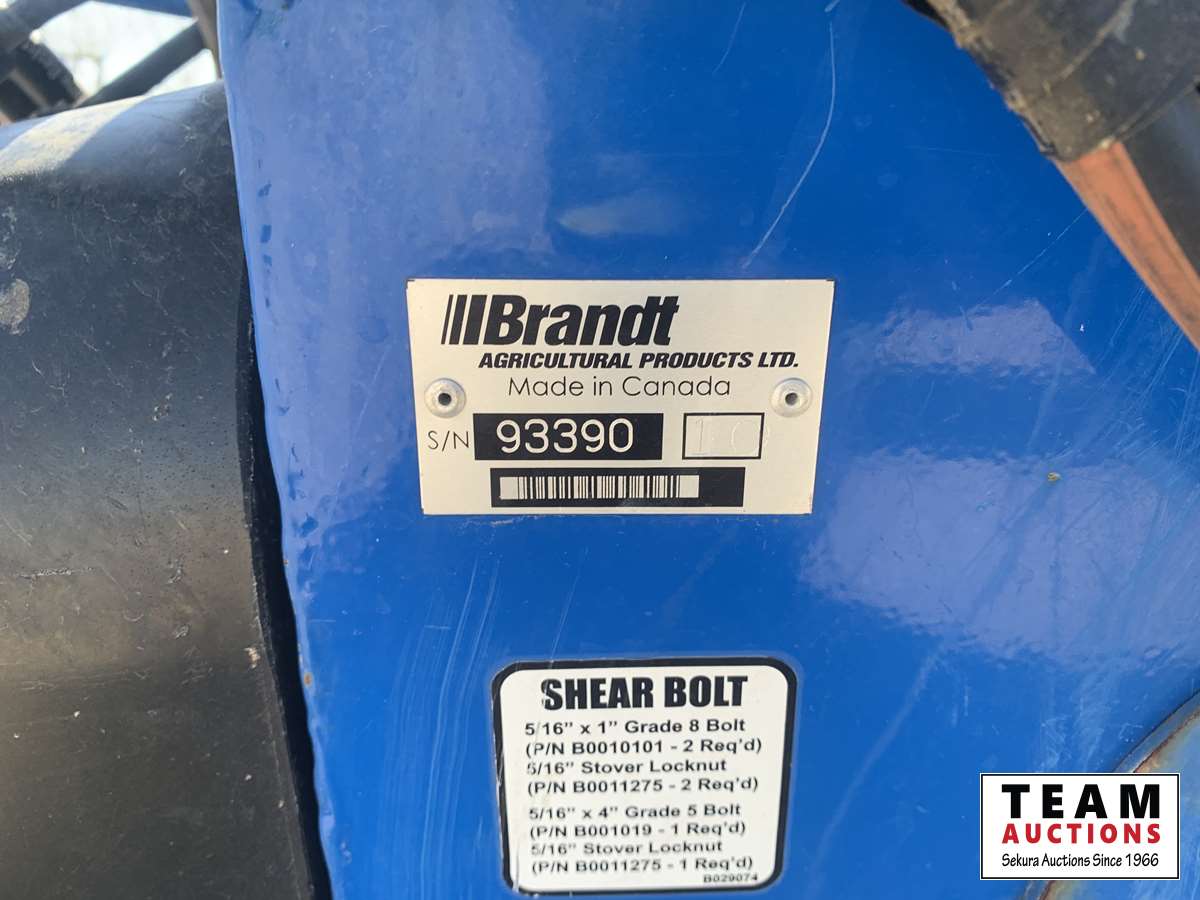 Brandt
AGRICULTURAL PRODUCTS LTD.
Made in Canada
S/N 93390 10
SHEAR BOLT
5/16" x 1" Grade 8 Bolt
(P/N B0010101 - 2 Req'd)
5/16" Stover Locknut
(P/N B0011275 - 2 Req'd)
5/16" x 4" Grade 5 Bolt
(P/N B001019 - 1 Req'd)
5/16" Stover Locknut
(P/N B0011275 - 1 Req'd)
B029074
TEAM
AUCTIONS
Sekura Auctions Since 1966